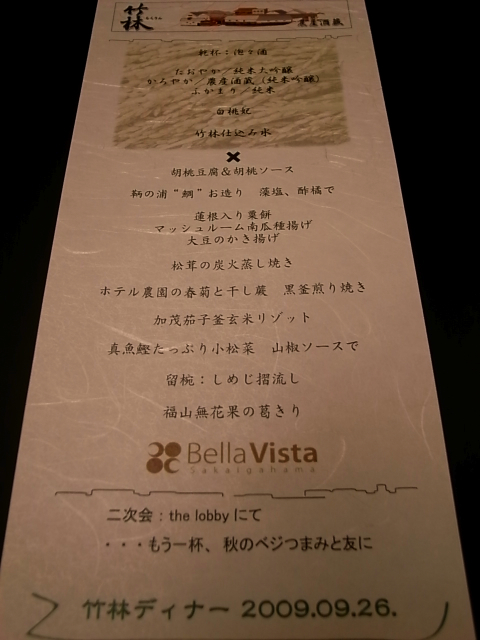 竹林
乾杯：泡々酒
たおやか／純米大吟醸
かろやか／農産酒蔵（純米吟醸）
ふかまり／純米
白桃妃
竹林仕込み水
×
胡桃豆腐＆胡桃ソース
鞆の浦“鯛”お造り　藻塩、酢橘で
蓮根入り粟餅
マッシュルーム南瓜種揚げ
大豆のかき揚げ
松茸の炭火蒸し焼き
ホテル農園の春菊と干し蕨　黒釜煎り焼き
加茂茄子釜玄米リゾット
真魚鰹たっぷり小松菜　山椒ソースで
留椀：しめじ摺流し
福山無花果の葛きり
Bella Vista
Sakaigahama
二次会：the lobby にて
・・・もう一杯、秋のベジつまみと友に
竹林ディナー 2009.09.26.